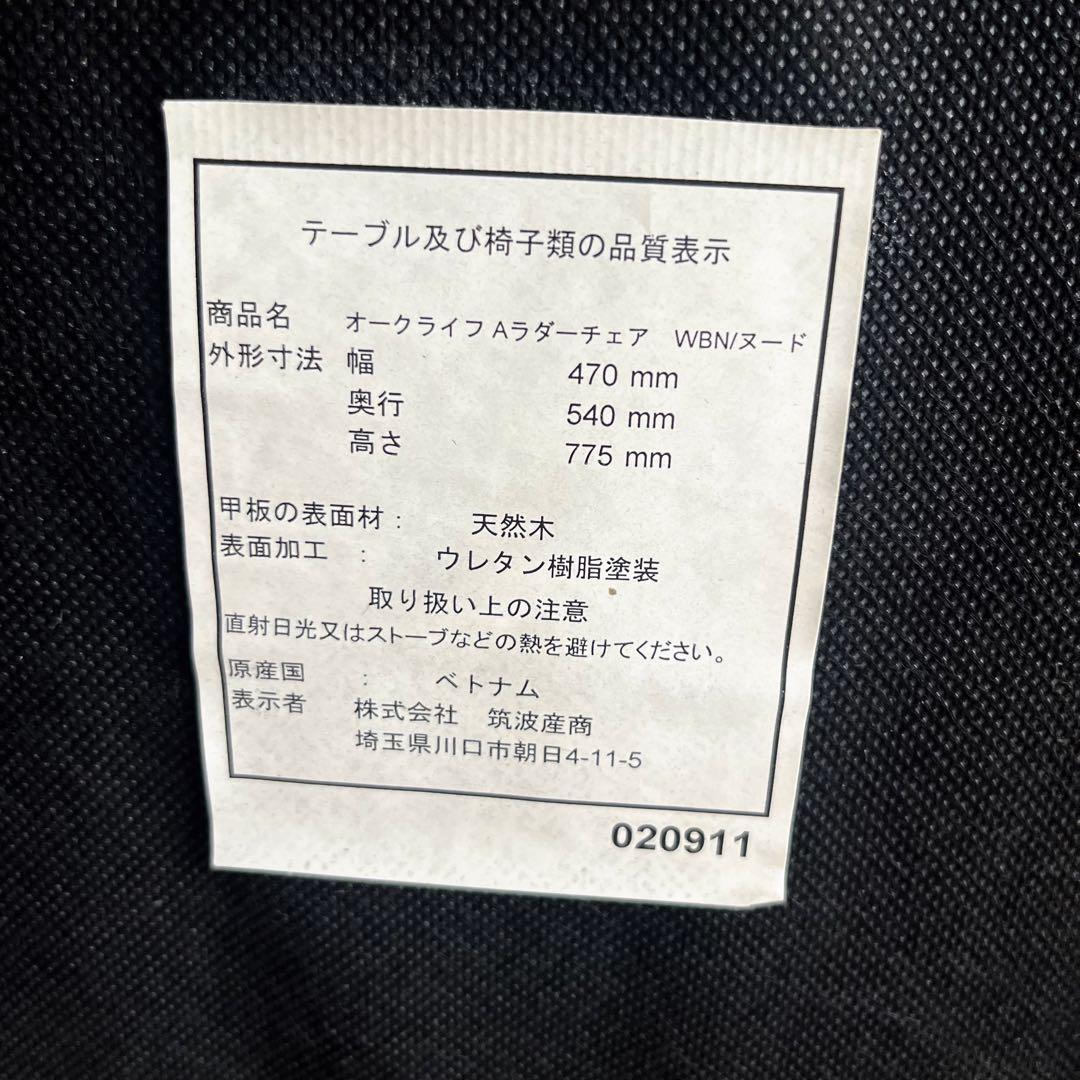 テーブル及び椅子類の品質表示
商品名 オークライフ Aラダーチェア WBN/ヌード
外形寸法 幅 470 mm
奥行 540 mm
高さ 775 mm
甲板の表面材 : 天然木
表面加工 : ウレタン樹脂塗装
取り扱い上の注意
直射日光又はストーブなどの熱を避けてください。
原産国 : ベトナム
表示者 株式会社 筑波産商
埼玉県川口市朝日4-11-5
020911